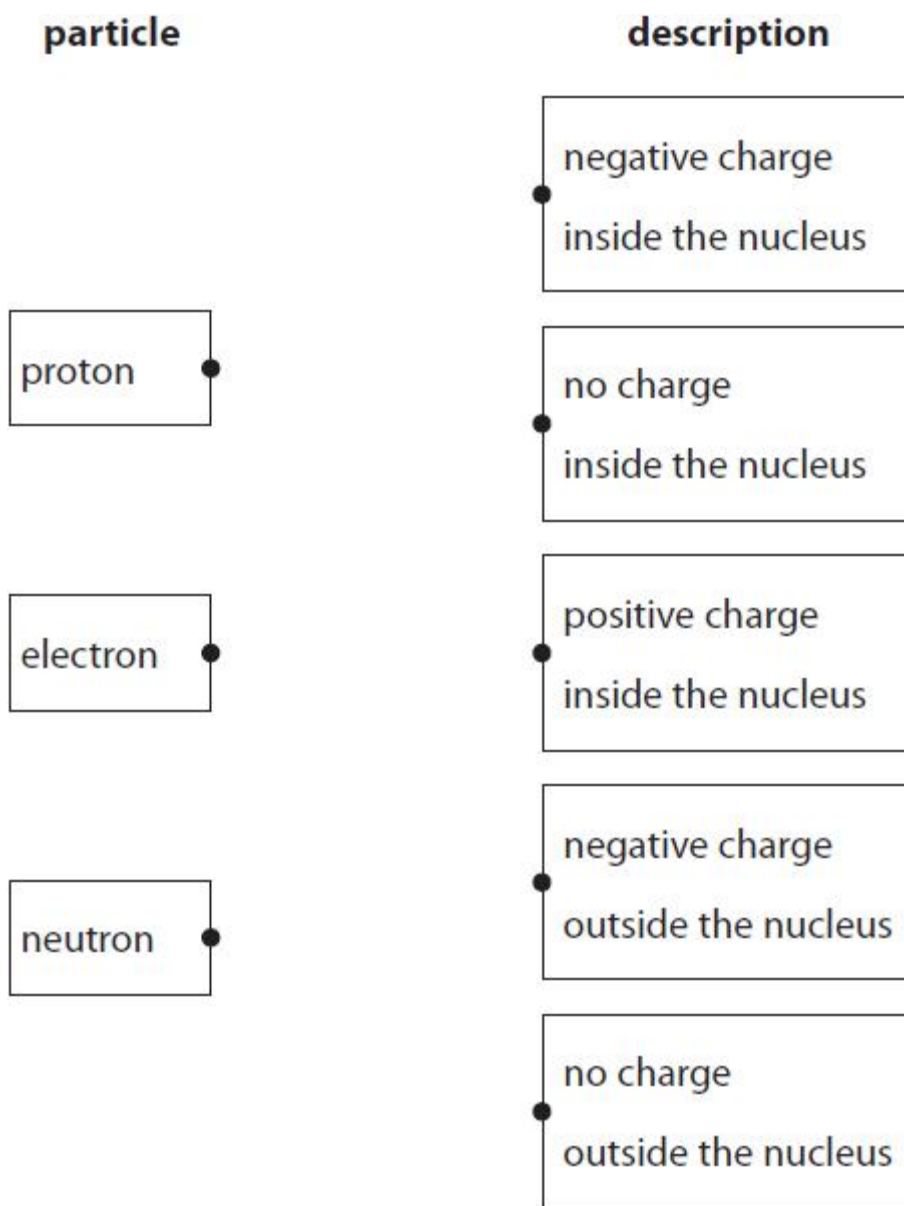 particle
description
negative charge
inside the nucleus
proton
no charge
inside the nucleus
electron
positive charge
inside the nucleus
negative charge
outside the nucleus
neutron
no charge
outside the nucleus